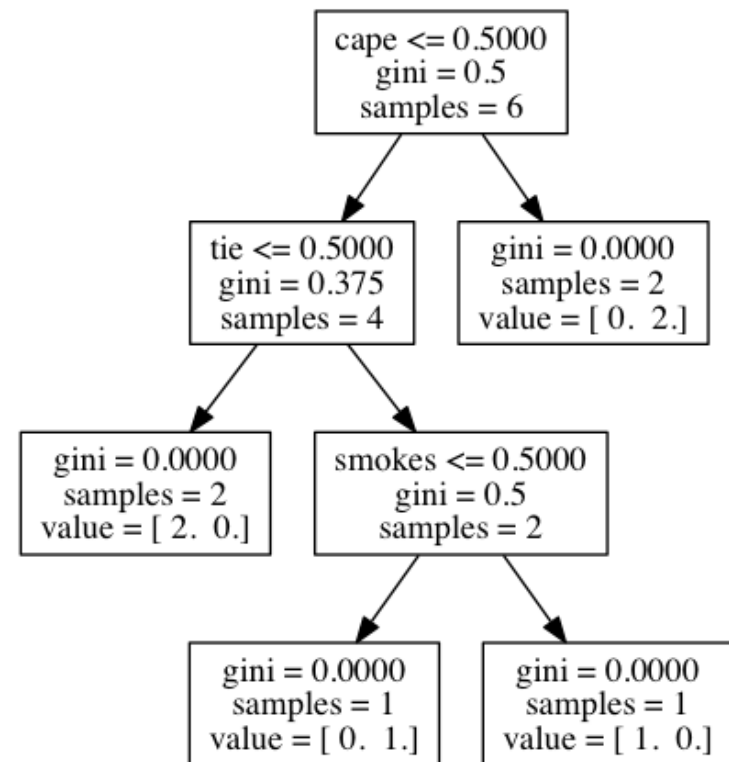 cape <= 0.5000
gini = 0.5
samples = 6
tie <= 0.5000
gini = 0.375
samples = 4
gini = 0.0000
samples = 2
value = [ 0. 2.]
gini = 0.0000
samples = 2
value = [ 2. 0.]
smokes <= 0.5000
gini = 0.5
samples = 2
gini = 0.0000
samples = 1
value = [ 0. 1.]
gini = 0.0000
samples = 1
value = [ 1. 0.]